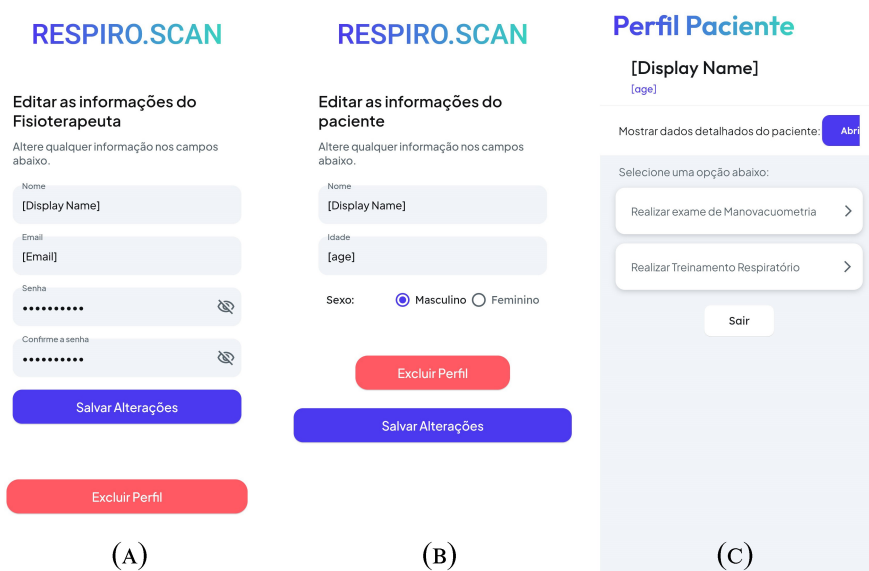 RESPIRO.SCAN
Editar as informações do
Fisioterapeuta
Altere qualquer informação nos campos
abaixo.
Nome
[Display Name]
Email
[Email]
Senha
••••••••••
Confirme a senha
••••••••••
Salvar Alterações
Excluir Perfil
(A)
RESPIRO.SCAN
Editar as informações do
paciente
Altere qualquer informação nos campos
abaixo.
Nome
[Display Name]
Idade
[age]
Sexo: Masculino Feminino
Excluir Perfil
Salvar Alterações
(B)
Perfil Paciente
[Display Name]
[age]
Mostrar dados detalhados do paciente: Abri
Selecione uma opção abaixo:
Realizar exame de Manovacuometria
Realizar Treinamento Respiratório
Sair
(C)